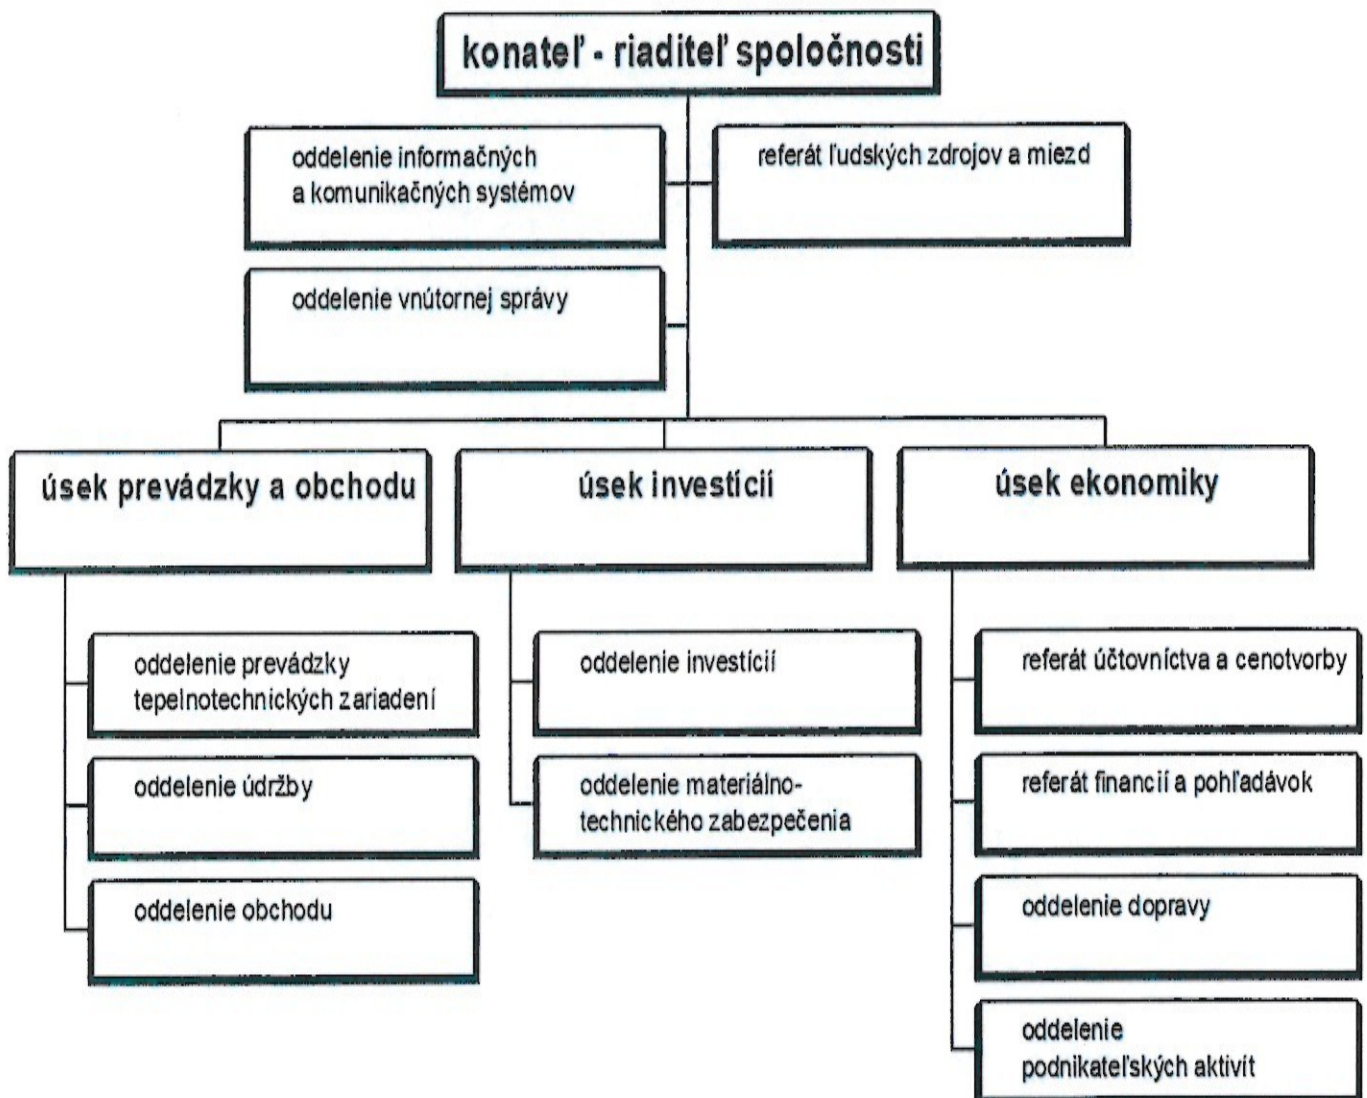 konateľ - riaditeľ spoločnosti
oddelenie informačných
a komunikačných systémov
referát ľudských zdrojov a miezd
oddelenie vnútornej správy
úsek prevádzky a obchodu
úsek investícií
úsek ekonomiky
oddelenie prevádzky
tepelnotechnických zariadení
oddelenie údržby
oddelenie obchodu
oddelenie investícií
oddelenie materiálno-
technického zabezpečenia
referát účtovníctva a cenotvorby
referát financií a pohľadávok
oddelenie dopravy
oddelenie
podnikateľských aktivít